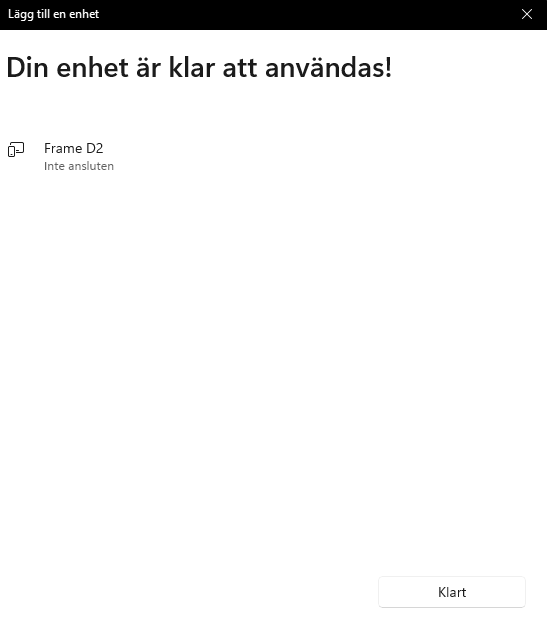 Lägg till en enhet
Din enhet är klar att användas!
Frame D2
Inte ansluten
Klart